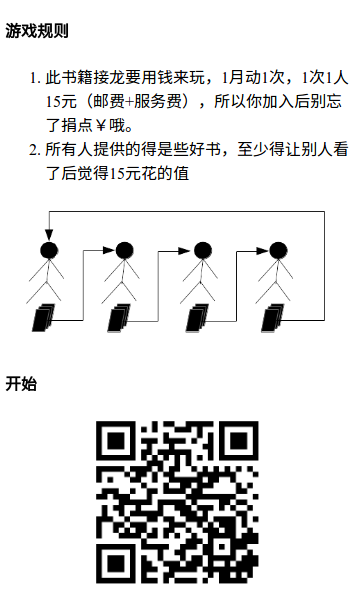 游戏规则
1. 此书籍接龙要用钱来玩，1月动1次，1次1人
15元（邮费+服务费），所以你加入后别忘
了捐点￥哦。
2. 所有人提供的得是些好书，至少得让别人看
了后觉得15元花的值
开始